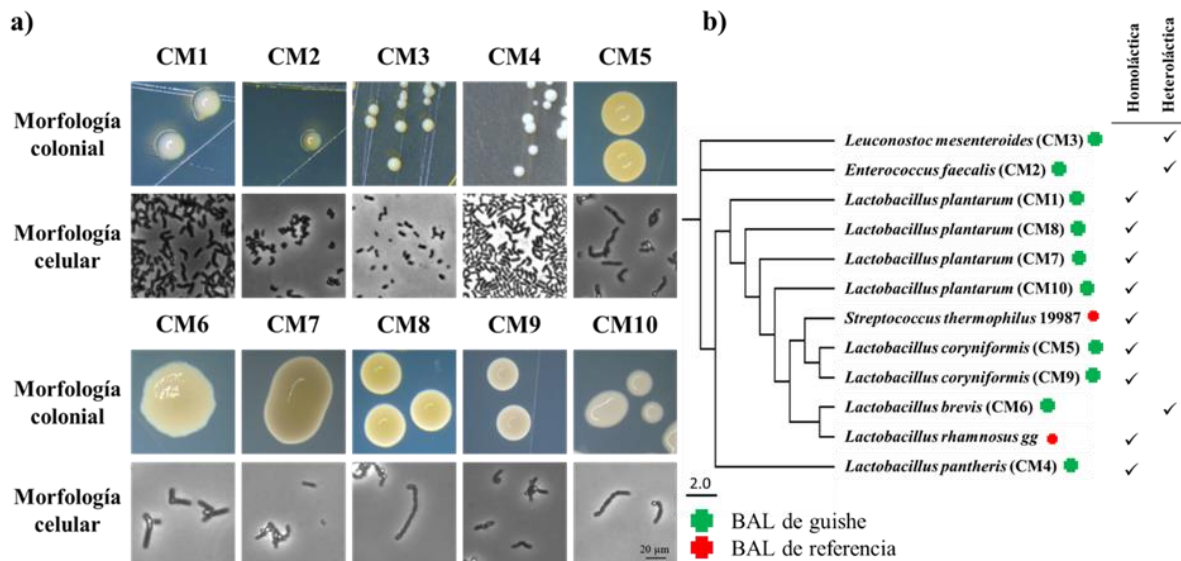 a)
CM1 CM2 CM3 CM4 CM5
Morfología
colonial
Morfología
celular
CM6 CM7 CM8 CM9 CM10
Morfología
colonial
Morfología
celular
20 µm
b)
Homoláctica
Heteroláctica
Leuconostoc mesenteroides (CM3) ✓
Enterococcus faecalis (CM2) ✓
Lactobacillus plantarum (CM1) ✓
Lactobacillus plantarum (CM8) ✓
Lactobacillus plantarum (CM7) ✓
Lactobacillus plantarum (CM10) ✓
Streptococcus thermophilus 19987 ✓
Lactobacillus coryniformis (CM5) ✓
Lactobacillus coryniformis (CM9) ✓
Lactobacillus brevis (CM6) ✓
Lactobacillus rhamnosus gg ✓
Lactobacillus pantheris (CM4) ✓
2.0
BAL de guishe
BAL de referencia